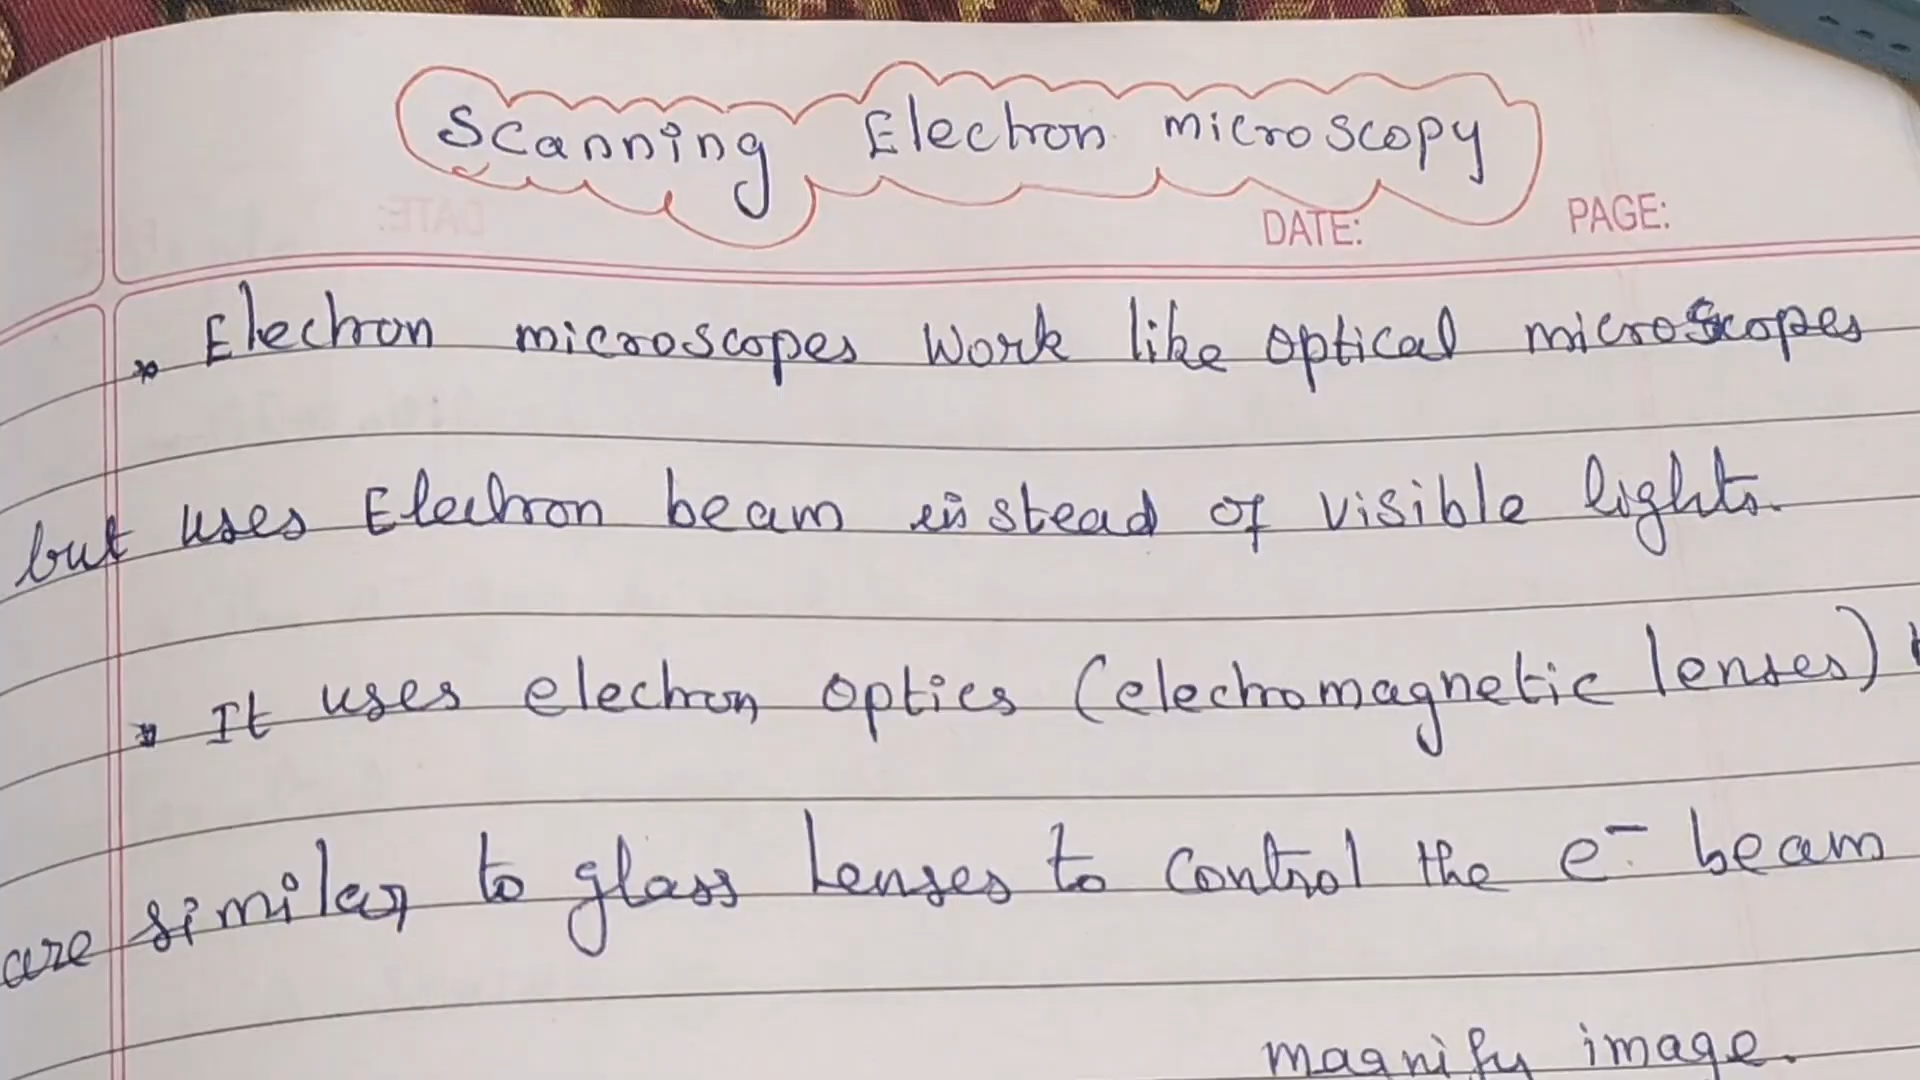 Scanning Electron microscopy
DATE: PAGE:
Electron microscopes work like optical microscopes
but uses Electron beam instead of visible lights.
It uses electron optics (electromagnetic lenses)
are similar to glass lenses to control the e⁻ beam
magnify image.